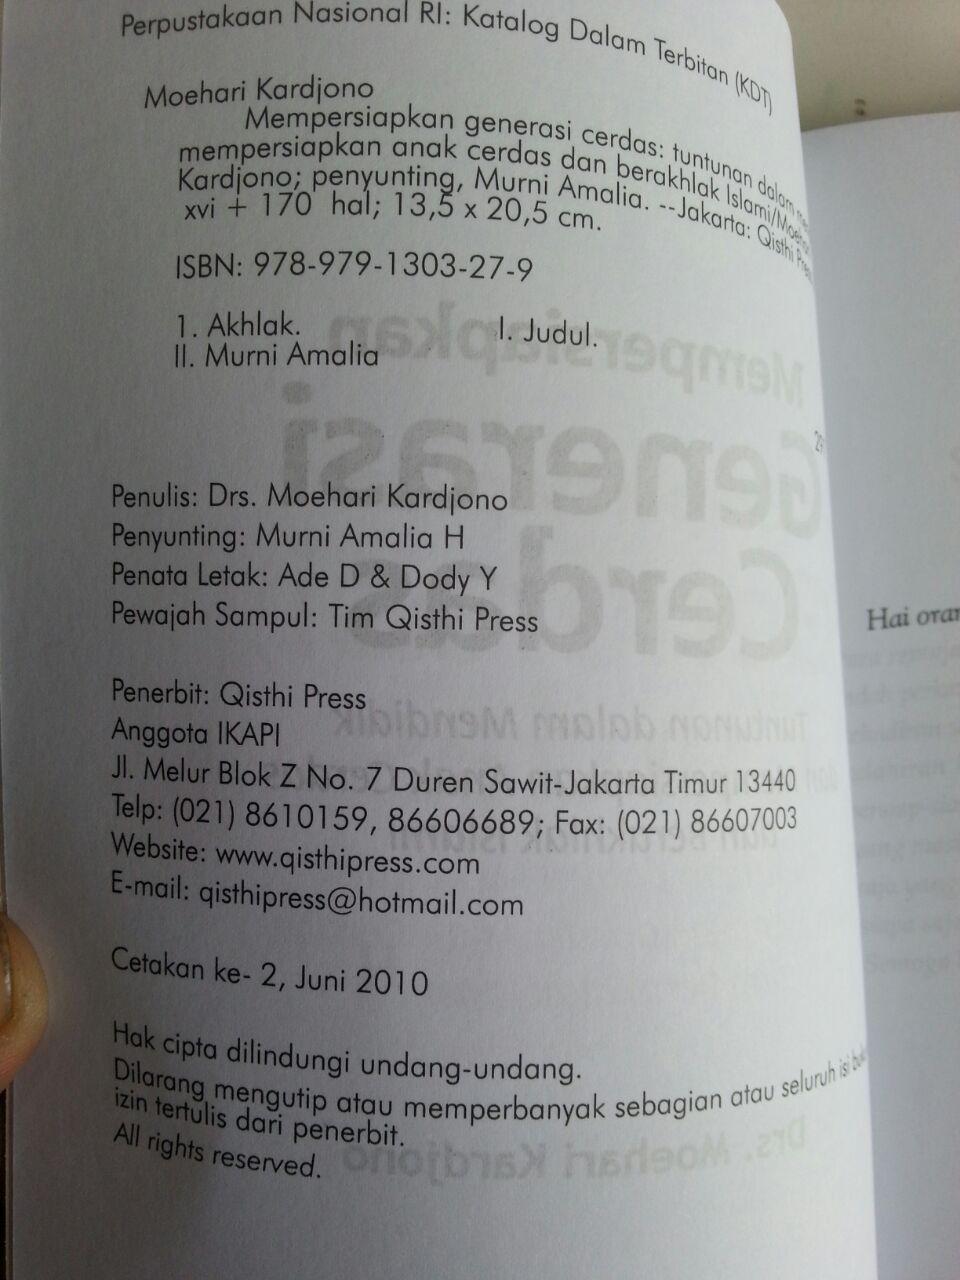 Perpustakaan Nasional RI: Katalog Dalam Terbitan (KDT)
Moehari Kardjono
Mempersiapkan generasi cerdas: tuntunan dalam
mempersiapkan anak cerdas dan berakhlak Islami/Moehari
Kardjono; penyunting, Murni Amalia. --Jakarta: Qisthi Press
xvi + 170 hal; 13,5 x 20,5 cm.
ISBN: 978-979-1303-27-9
1. Akhlak. I. Judul.
II. Murni Amalia
29
Penulis: Drs. Moehari Kardjono
Penyunting: Murni Amalia H
Penata Letak: Ade D & Dody Y
Pewajah Sampul: Tim Qisthi Press
Penerbit: Qisthi Press
Anggota IKAPI
Jl. Melur Blok Z No. 7 Duren Sawit-Jakarta Timur 13440
Telp: (021) 8610159, 86606689; Fax: (021) 86607003
Website: www.qisthipress.com
E-mail: qisthipress@hotmail.com
Cetakan ke- 2, Juni 2010
Hak cipta dilindungi undang-undang.
Dilarang mengutip atau memperbanyak sebagian atau seluruh isi
izin tertulis dari penerbit.
All rights reserved.
Hai